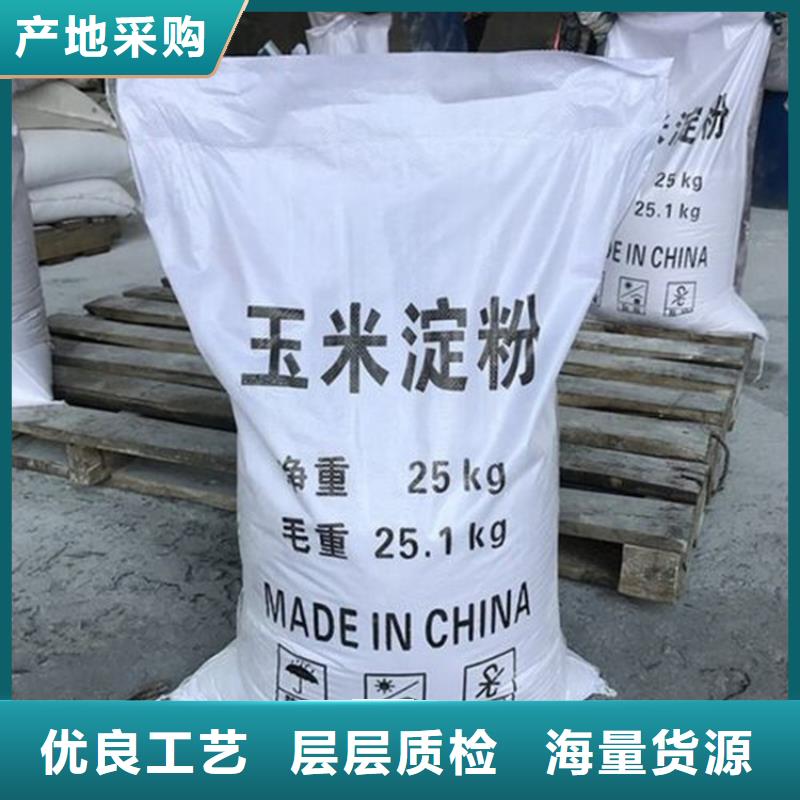 产地采购
玉米淀粉
净重 25kg
毛重 25.1kg
MADE IN CHINA
淀粉
25kg
25.1kg
DE IN CHINA
优良工艺 层层质检 海量货源